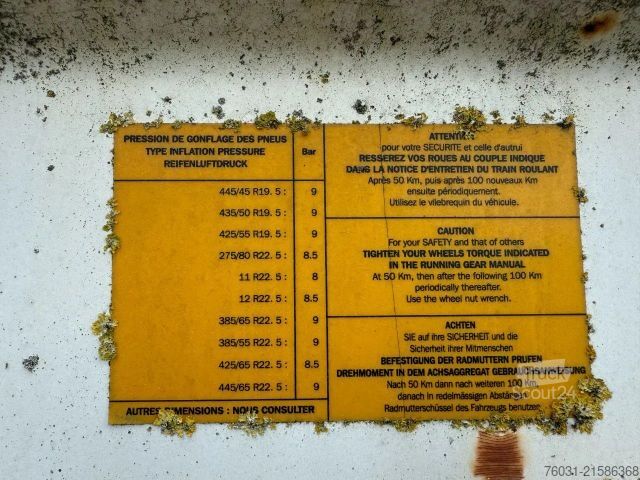 PRESSION DE GONFLAGE DES PNEUS
TYPE INFLATION PRESSURE
REIFENLUFTDRUCK
Bar
445/45 R19. 5 : 9
435/50 R19. 5 : 9
425/55 R19. 5 : 9
275/80 R22. 5 : 8.5
11 R22. 5 : 8
12 R22. 5 : 8.5
385/65 R22. 5 : 9
385/55 R22. 5 : 9
425/65 R22. 5 : 8.5
445/65 R22. 5 : 9
AUTRES DIMENSIONS : NOUS CONSULTER
ATTENTION
pour votre SECURITE et celle d'autrui
RESSEREZ VOS ROUES AU COUPLE INDIQUE
DANS LA NOTICE D'ENTRETIEN DU TRAIN ROULANT
Après 50 Km, puis après 100 nouveaux Km
ensuite périodiquement.
Utilisez le vilebrequin du véhicule.
CAUTION
For your SAFETY and that of others
TIGHTEN YOUR WHEELS TORQUE INDICATED
IN THE RUNNING GEAR MANUAL
At 50 Km, then after the following 100 Km
periodically thereafter.
Use the wheel nut wrench.
ACHTEN
SIE auf ihre SICHERHEIT und die
Sicherheit ihrer Mitmenschen
BEFESTIGUNG DER RADMUTTERN PRUFEN
DREHMOMENT IN DEM ACHSAGGREGAT GEBRAUCHSANWEISUNG
Nach 50 Km dann nach weiteren 100 Km
danach in redelmässigen Abständen
Radmutterschüssel des Fahrzeugs benutzen
Truck
Scout24
76031-21586368